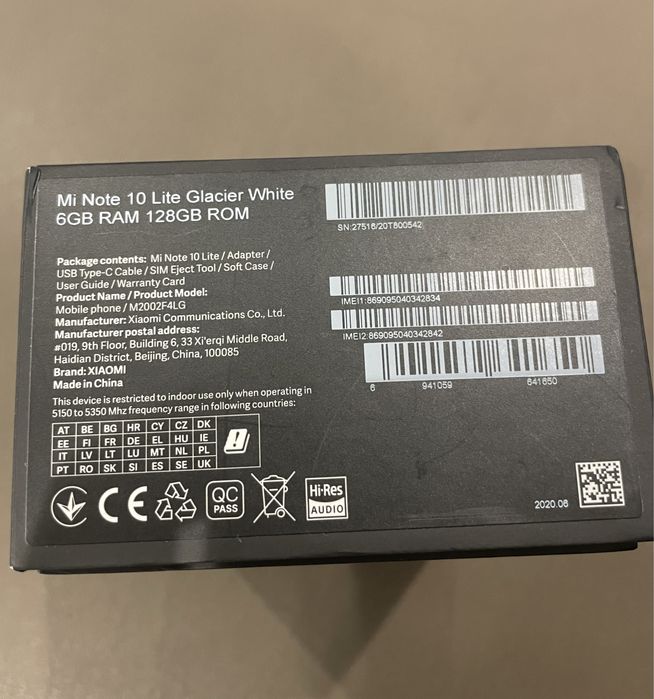 Mi Note 10 Lite Glacier White
6GB RAM 128GB ROM
SN:27516/20T800542
Package contents: Mi Note 10 Lite / Adapter /
USB Type-C Cable / SIM Eject Tool / Soft Case /
User Guide / Warranty Card
Product Name / Product Model:
Mobile phone / M2002F4LG
Manufacturer: Xiaomi Communications Co., Ltd.
Manufacturer postal address:
#019, 9th Floor, Building 6, 33 Xi'erqi Middle Road,
Haidian District, Beijing, China, 100085
Brand: XIAOMI
Made in China
IMEI1:869095040342834
IMEI2:869095040342842
6 941059 641650
This device is restricted to indoor use only when operating in
5150 to 5350 Mhz frequency range in following countries:
AT BE BG HR CY CZ DK
EE FI FR DE EL HU IE
IT LV LT LU MT NL PL
PT RO SK SI ES SE UK
CE
QC
PASS
Hi-Res
AUDIO
2020.06